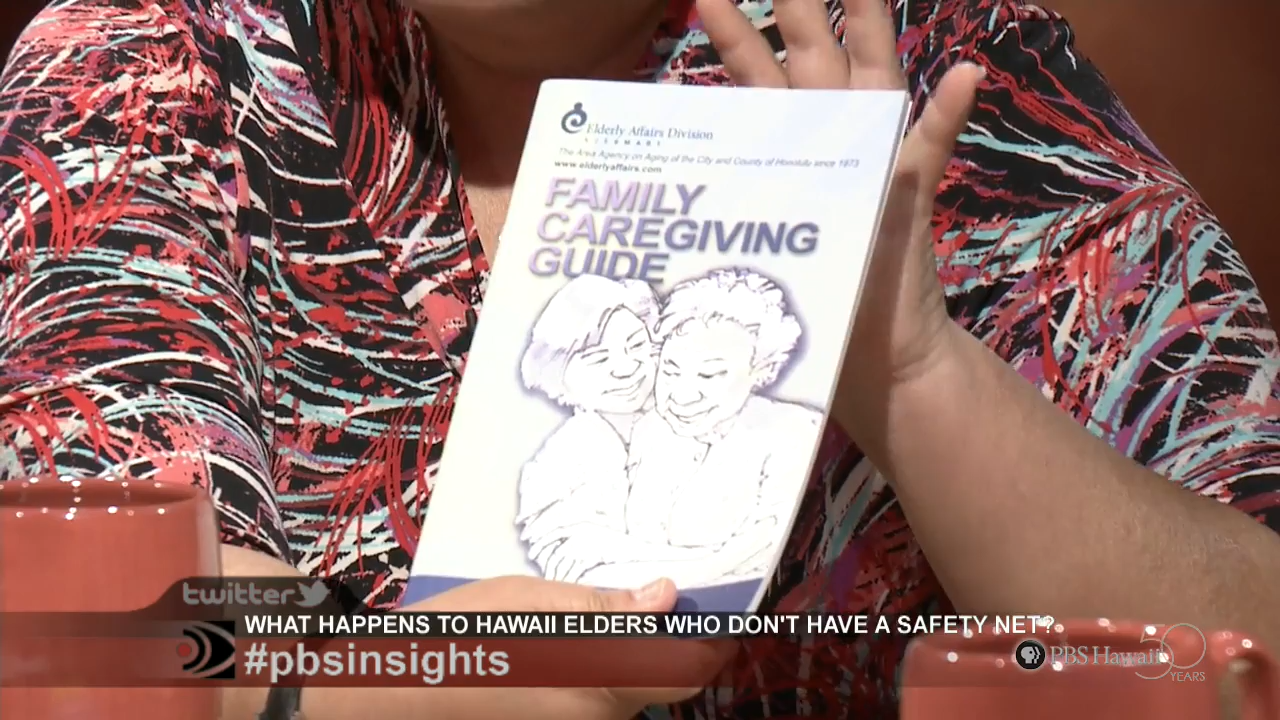 Elderly Affairs Division
The Area Agency on Aging of the City and County of Honolulu since 1973
www.elderlyaffairs.com
FAMILY
CAREGIVING
GUIDE
twitter
WHAT HAPPENS TO HAWAII ELDERS WHO DON'T HAVE A SAFETY NET?
#pbsinsights
PBS Hawaii
50
YEARS